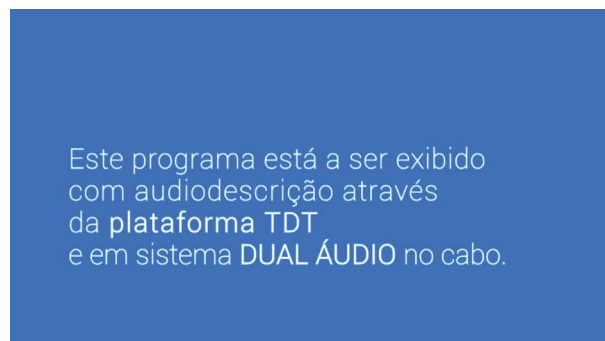 Este programa está a ser exibido
com audiodescrição através
da plataforma TDT
e em sistema DUAL ÁUDIO no cabo.